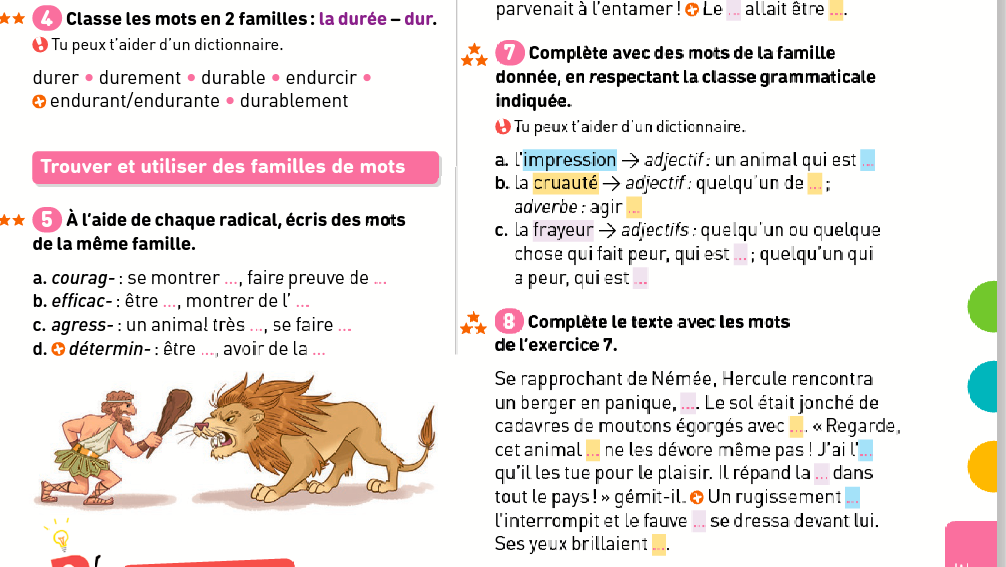 4 Classe les mots en 2 familles : la durée – dur.
Tu peux t'aider d'un dictionnaire.
durer • durement • durable • endurcir •
endurant/endurante • durablement
Trouver et utiliser des familles de mots
5 À l'aide de chaque radical, écris des mots
de la même famille.
a. courag- : se montrer ..., faire preuve de ...
b. efficac- : être ..., montrer de l' ...
c. agress- : un animal très ..., se faire ...
d. détermin- : être ..., avoir de la ...
parvenait à l'entamer ! Le ... allait être ... .
7 Complète avec des mots de la famille
donnée, en respectant la classe grammaticale
indiquée.
Tu peux t'aider d'un dictionnaire.
a. l'impression → adjectif : un animal qui est ...
b. la cruauté → adjectif : quelqu'un de ... ;
adverbe : agir ...
c. la frayeur → adjectifs : quelqu'un ou quelque
chose qui fait peur, qui est ... ; quelqu'un qui
a peur, qui est ...
8 Complète le texte avec les mots
de l'exercice 7.
Se rapprochant de Némée, Hercule rencontra
un berger en panique, ... . Le sol était jonché de
cadavres de moutons égorgés avec ... . « Regarde,
cet animal ... ne les dévore même pas ! J'ai l'...
qu'il les tue pour le plaisir. Il répand la ... dans
tout le pays ! » gémit-il. Un rugissement ...
l'interrompit et le fauve ... se dressa devant lui.
Ses yeux brillaient ... .